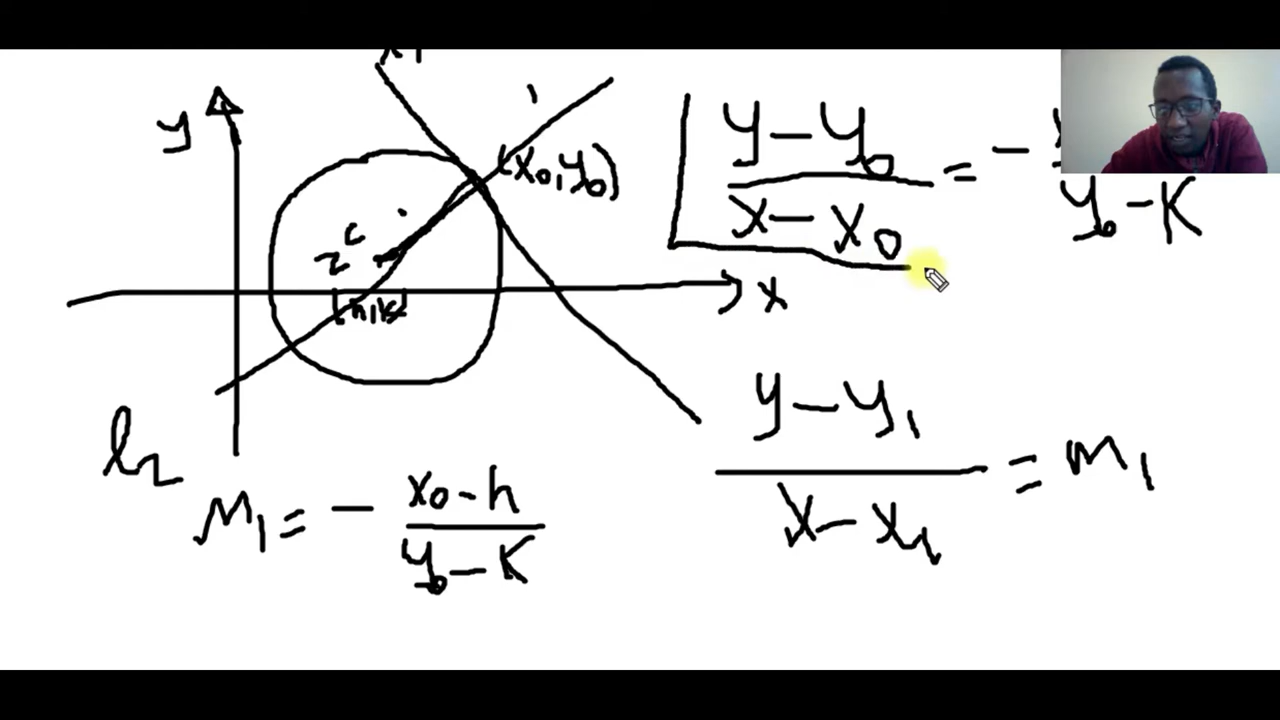 y
(x₀, y₀)
C
(h, k)
x
y - y₀ / x - x₀ = - / y₀ - K
y - y₁ / x - x₁ = m₁
l₂
M₁ = - x₀ - h / y₀ - K